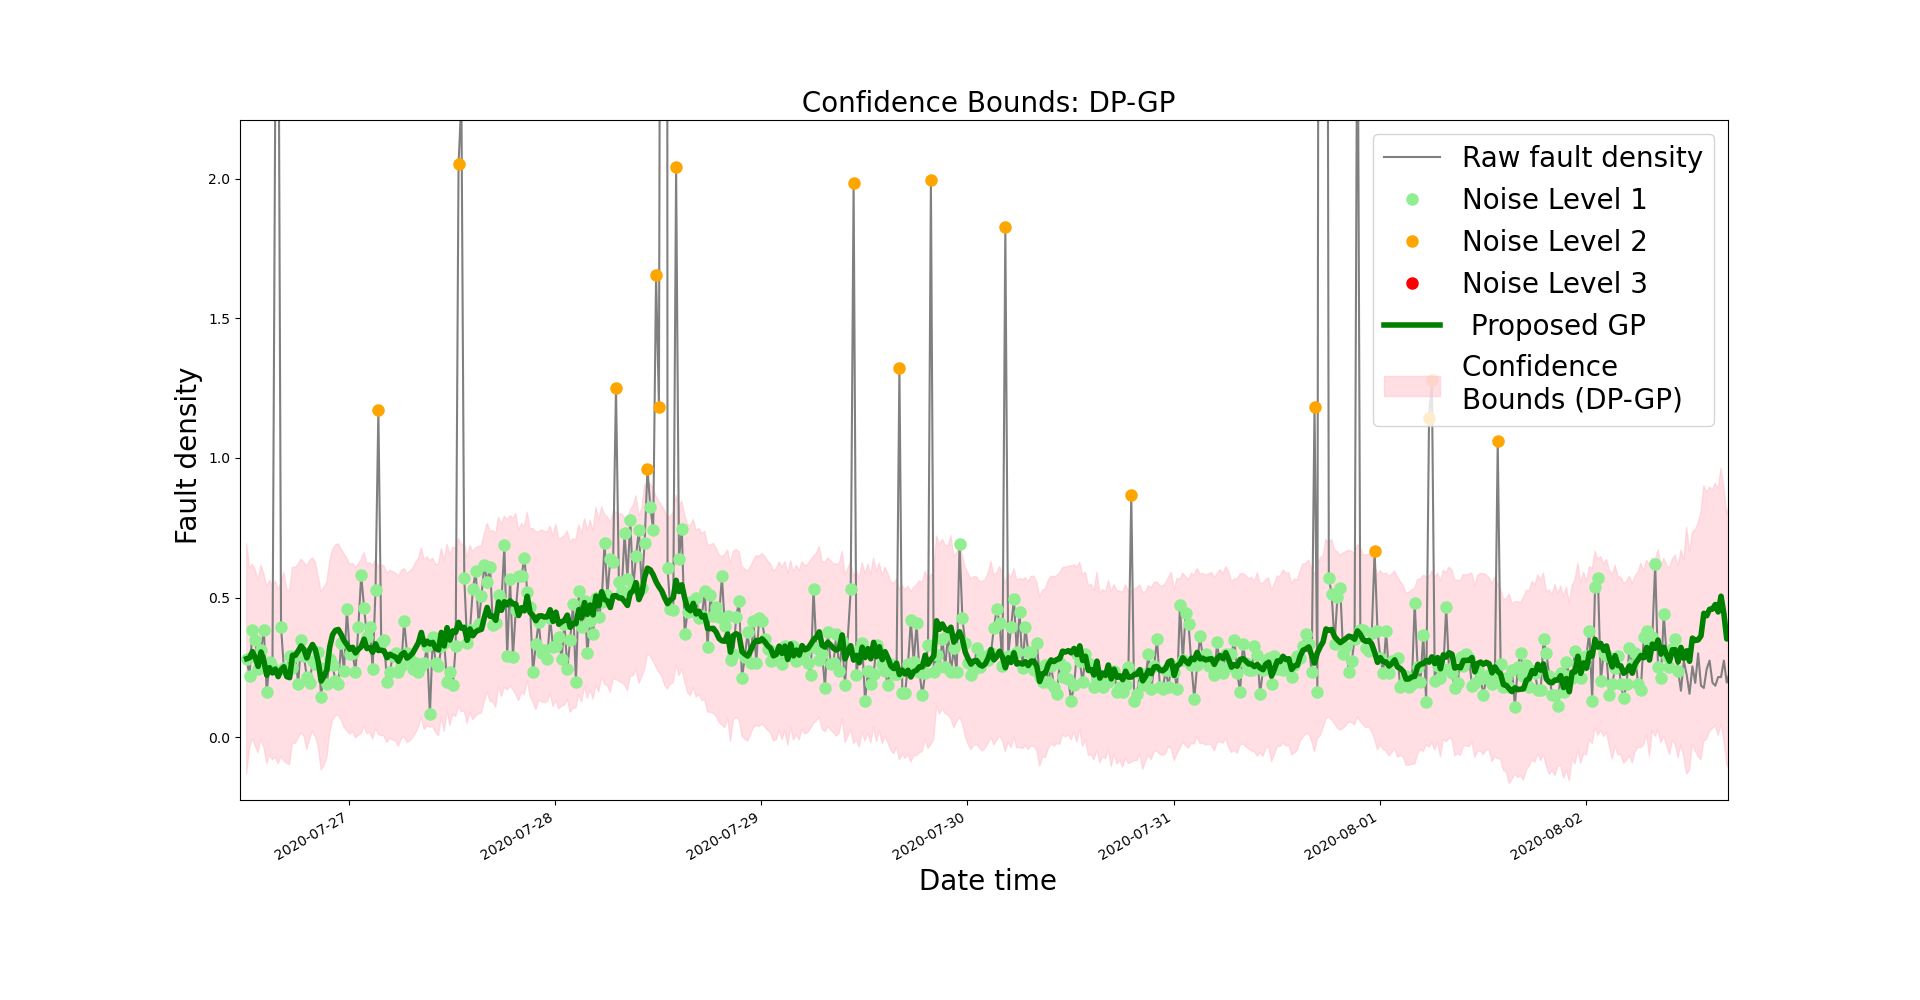 Confidence Bounds: DP-GP
Raw fault density
Noise Level 1
Noise Level 2
Noise Level 3
Proposed GP
Confidence
Bounds (DP-GP)
Fault density
2.0
1.5
1.0
0.5
0.0
2020-07-27
2020-07-28
2020-07-29
2020-07-30
2020-07-31
2020-08-01
2020-08-02
Date time